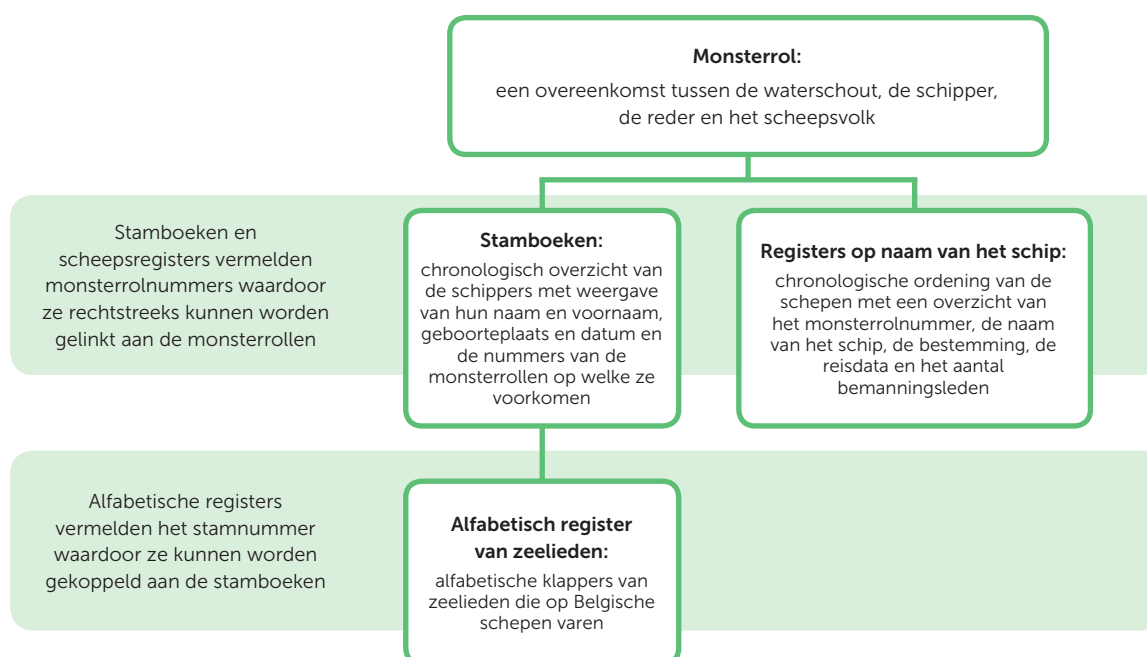 Monsterrol:
een overeenkomst tussen de waterschout, de schipper,
de reder en het scheepsvolk
Stamboeken en
scheepsregisters vermelden
monsterrolnummers waardoor
ze rechtstreeks kunnen worden
gelinkt aan de monsterrollen
Stamboeken:
chronologisch overzicht van
de schippers met weergave
van hun naam en voornaam,
geboorteplaats en datum en
de nummers van de
monsterrollen op welke ze
voorkomen
Registers op naam van het schip:
chronologische ordening van de
schepen met een overzicht van
het monsterrolnummer, de naam
van het schip, de bestemming, de
reisdata en het aantal
bemanningsleden
Alfabetische registers
vermelden het stamnummer
waardoor ze kunnen worden
gekoppeld aan de stamboeken
Alfabetisch register
van zeelieden:
alfabetische klappers van
zeelieden die op Belgische
schepen varen